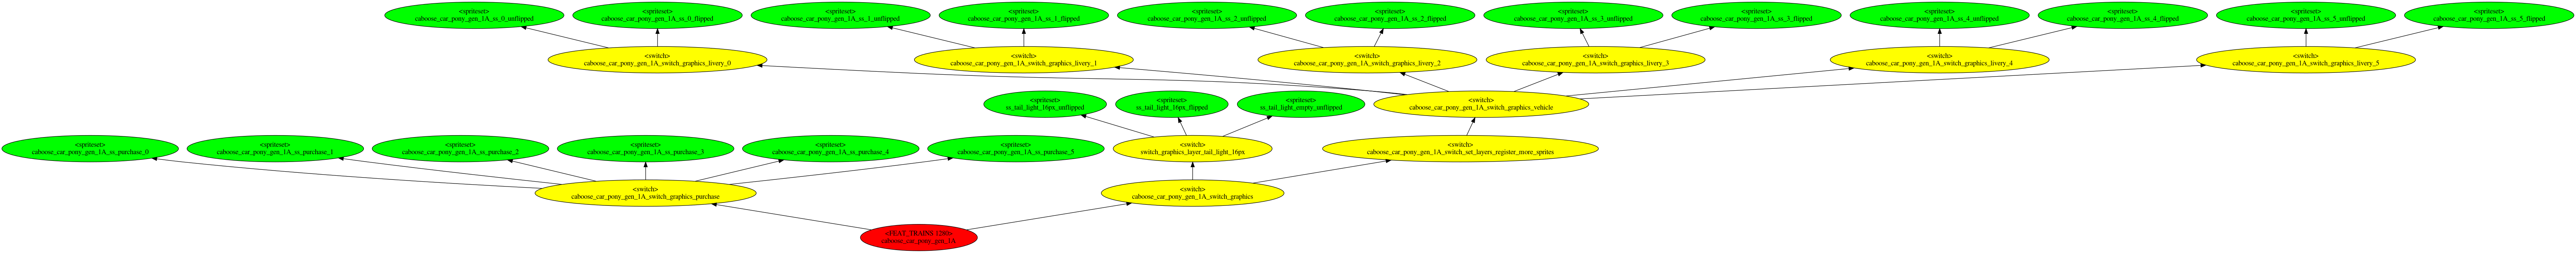 <spriteset>
caboose_car_pony_gen_1A_ss_0_unflipped
<spriteset>
caboose_car_pony_gen_1A_ss_0_flipped
<spriteset>
caboose_car_pony_gen_1A_ss_1_unflipped
<spriteset>
caboose_car_pony_gen_1A_ss_1_flipped
<spriteset>
caboose_car_pony_gen_1A_ss_2_unflipped
<spriteset>
caboose_car_pony_gen_1A_ss_2_flipped
<spriteset>
caboose_car_pony_gen_1A_ss_3_unflipped
<spriteset>
caboose_car_pony_gen_1A_ss_3_flipped
<spriteset>
caboose_car_pony_gen_1A_ss_4_unflipped
<spriteset>
caboose_car_pony_gen_1A_ss_4_flipped
<spriteset>
caboose_car_pony_gen_1A_ss_5_unflipped
<spriteset>
caboose_car_pony_gen_1A_ss_5_flipped
<switch>
caboose_car_pony_gen_1A_switch_graphics_livery_0
<switch>
caboose_car_pony_gen_1A_switch_graphics_livery_1
<switch>
caboose_car_pony_gen_1A_switch_graphics_livery_2
<switch>
caboose_car_pony_gen_1A_switch_graphics_livery_3
<switch>
caboose_car_pony_gen_1A_switch_graphics_livery_4
<switch>
caboose_car_pony_gen_1A_switch_graphics_livery_5
<spriteset>
ss_tail_light_16px_unflipped
<spriteset>
ss_tail_light_16px_flipped
<spriteset>
ss_tail_light_empty_unflipped
<switch>
caboose_car_pony_gen_1A_switch_graphics_vehicle
<spriteset>
caboose_car_pony_gen_1A_ss_purchase_0
<spriteset>
caboose_car_pony_gen_1A_ss_purchase_1
<spriteset>
caboose_car_pony_gen_1A_ss_purchase_2
<spriteset>
caboose_car_pony_gen_1A_ss_purchase_3
<spriteset>
caboose_car_pony_gen_1A_ss_purchase_4
<spriteset>
caboose_car_pony_gen_1A_ss_purchase_5
<switch>
switch_graphics_layer_tail_light_16px
<switch>
caboose_car_pony_gen_1A_switch_set_layers_register_more_sprites
<switch>
caboose_car_pony_gen_1A_switch_graphics_purchase
<switch>
caboose_car_pony_gen_1A_switch_graphics
<FEAT_TRAINS 1280>
caboose_car_pony_gen_1A